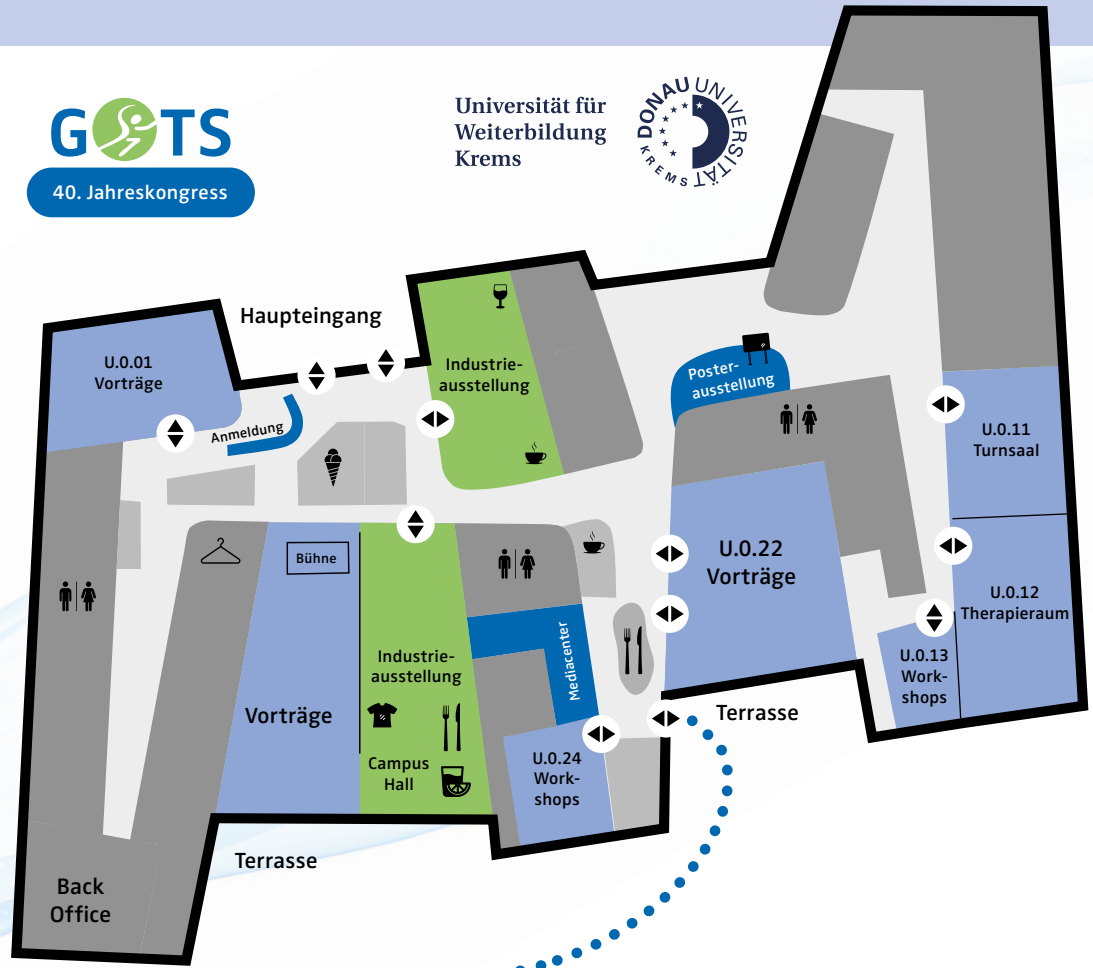 GOTS
40. Jahreskongress
Universität für
Weiterbildung
Krems
DONAU UNIVERSITÄT
KREMS
Haupteingang
U.0.01
Vorträge
Anmeldung
Industrie-
ausstellung
Poster-
ausstellung
U.0.11
Turnsaal
Bühne
U.0.22
Vorträge
U.0.12
Therapieraum
Mediacenter
Industrie-
ausstellung
U.0.13
Work-
shops
Vorträge
Terrasse
Campus
Hall
U.0.24
Work-
shops
Terrasse
Back
Office